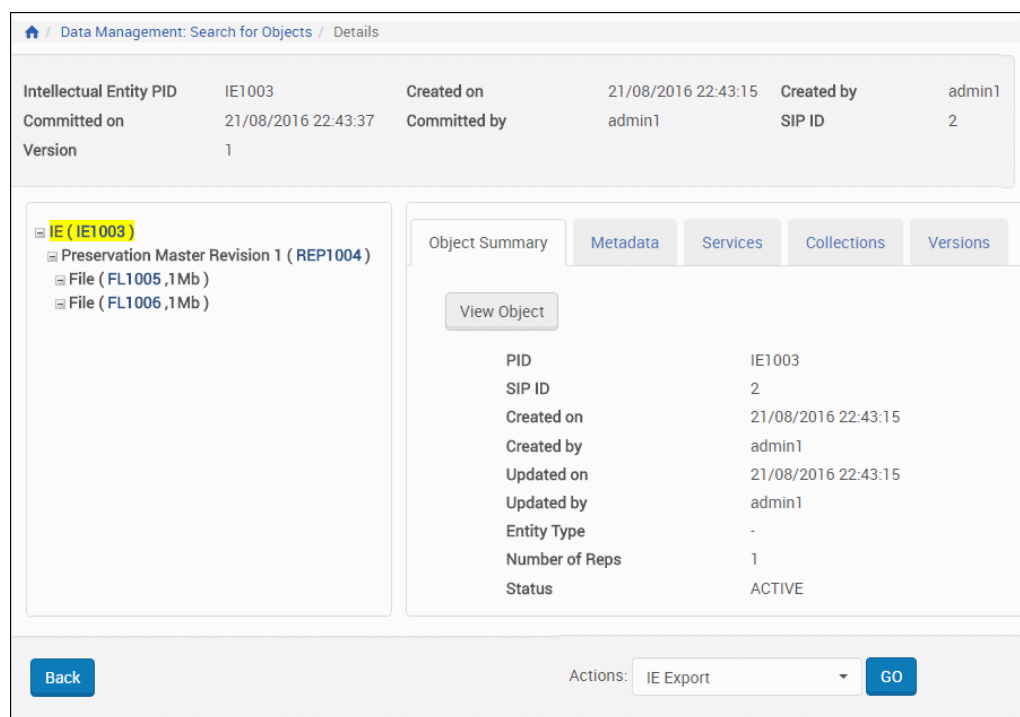 / Data Management: Search for Objects / Details
Intellectual Entity PID IE1003 Created on 21/08/2016 22:43:15 Created by admin1
Committed on 21/08/2016 22:43:37 Committed by admin1 SIP ID 2
Version 1
IE ( IE1003 )
Preservation Master Revision 1 ( REP1004 )
File ( FL1005 ,1Mb )
File ( FL1006 ,1Mb )
Object Summary Metadata Services Collections Versions
View Object
PID IE1003
SIP ID 2
Created on 21/08/2016 22:43:15
Created by admin1
Updated on 21/08/2016 22:43:15
Updated by admin1
Entity Type -
Number of Reps 1
Status ACTIVE
Back Actions: IE Export GO